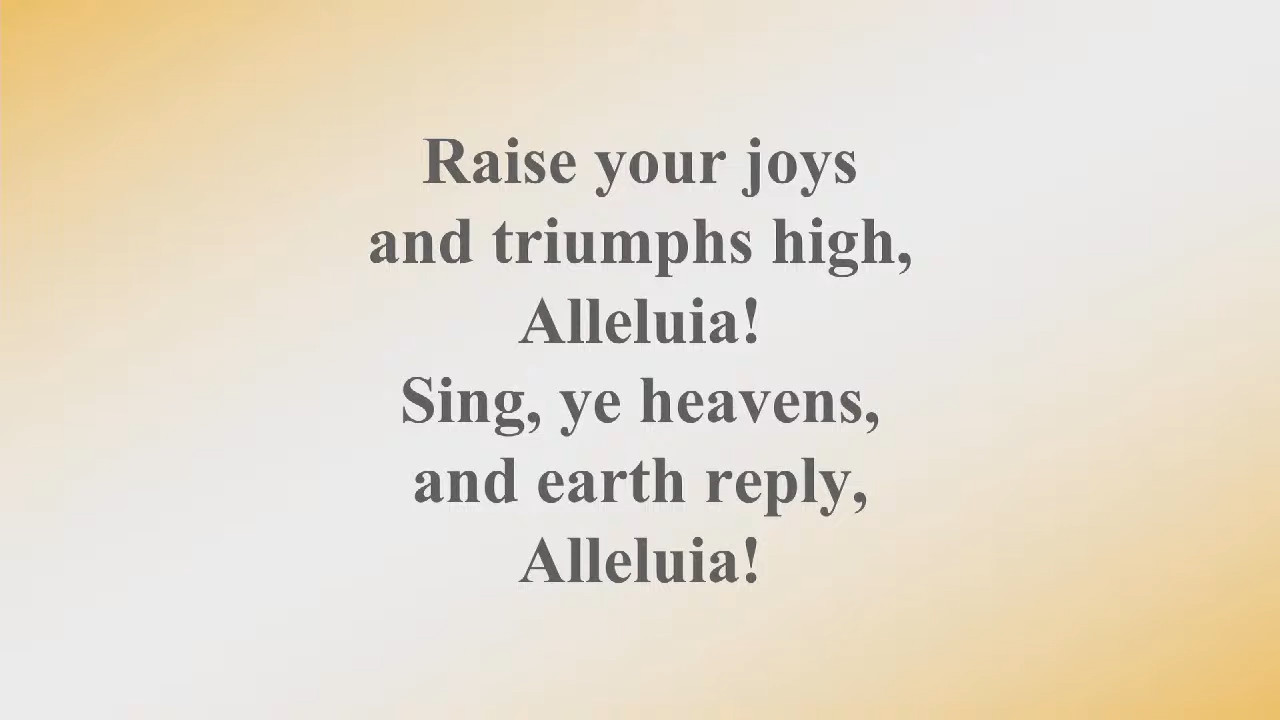 Raise your joys
and triumphs high,
Alleluia!
Sing, ye heavens,
and earth reply,
Alleluia!